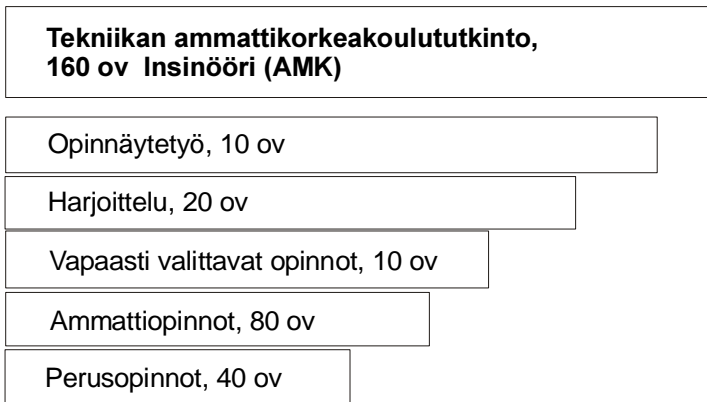 Tekniikan ammattikorkeakoulututkinto,
160 ov  Insinööri (AMK)
Opinnäytetyö, 10 ov
Harjoittelu, 20 ov
Vapaasti valittavat opinnot, 10 ov
Ammattiopinnot, 80 ov
Perusopinnot, 40 ov